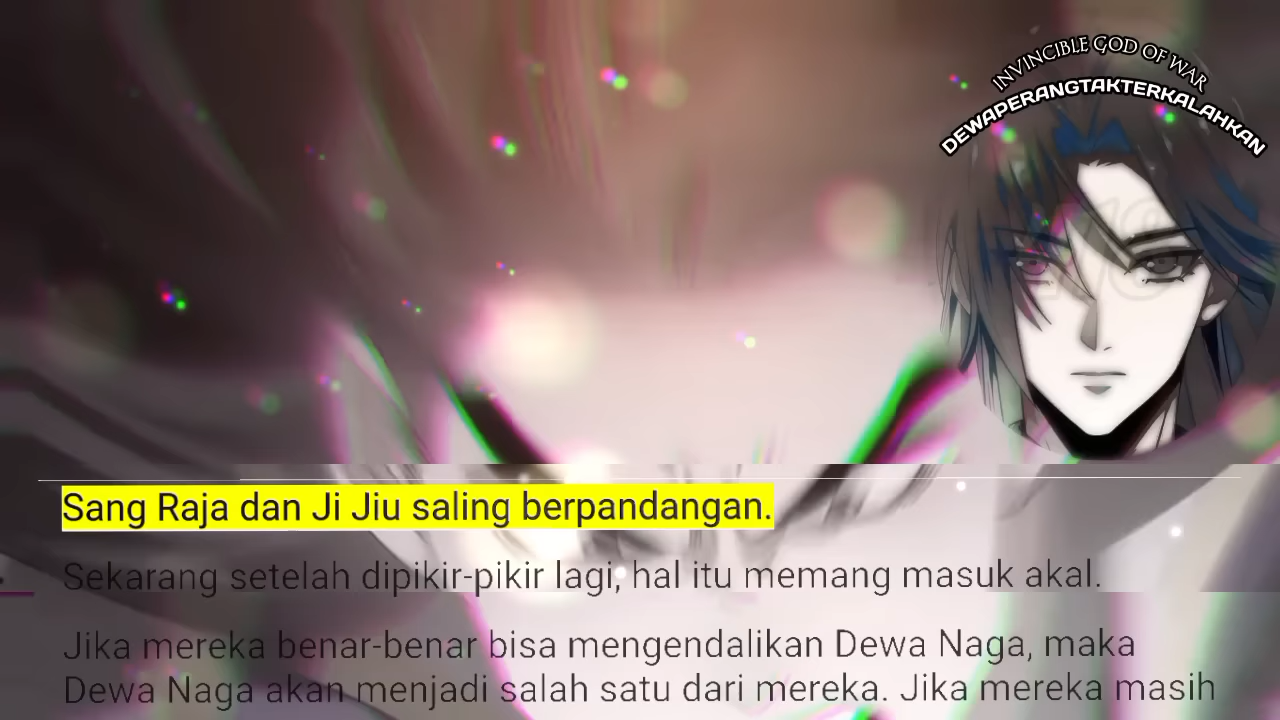 INVINCIBLE GOD OF WAR
DEWAPERANGTAKTERKALAHKAN
Sang Raja dan Ji Jiu saling berpandangan.
Sekarang setelah dipikir-pikir lagi, hal itu memang masuk akal.
Jika mereka benar-benar bisa mengendalikan Dewa Naga, maka
Dewa Naga akan menjadi salah satu dari mereka. Jika mereka masih